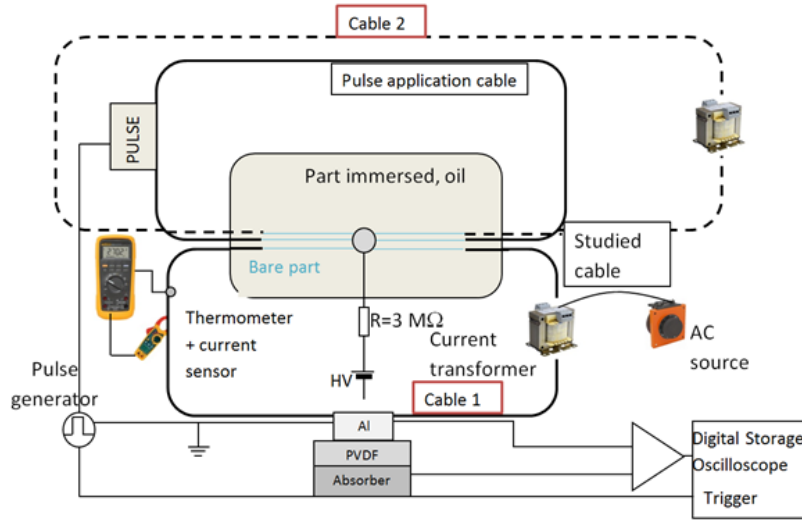 Cable 2
Pulse application cable
PULSE
Part immersed, oil
Studied
cable
Bare part
Thermometer
+ current
sensor
R=3 MΩ
Current
transformer
AC
source
HV
Pulse
generator
Cable 1
Al
PVDF
Absorber
Digital Storage
Oscilloscope
Trigger